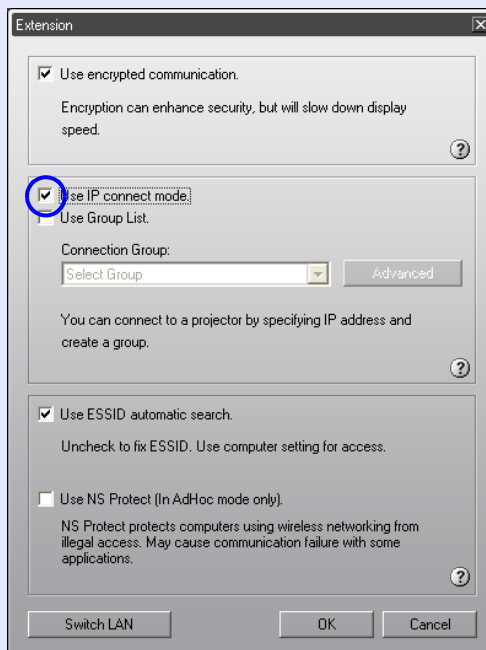 Extension
Use encrypted communication.
Encryption can enhance security, but will slow down display
speed.
?
Use IP connect mode.
Use Group List.
Connection Group:
Select Group
Advanced
You can connect to a projector by specifying IP address and
create a group.
?
Use ESSID automatic search.
Uncheck to fix ESSID. Use computer setting for access.
Use NS Protect (In AdHoc mode only).
NS Protect protects computers using wireless networking from
illegal access. May cause communication failure with some
applications.
?
Switch LAN
OK
Cancel